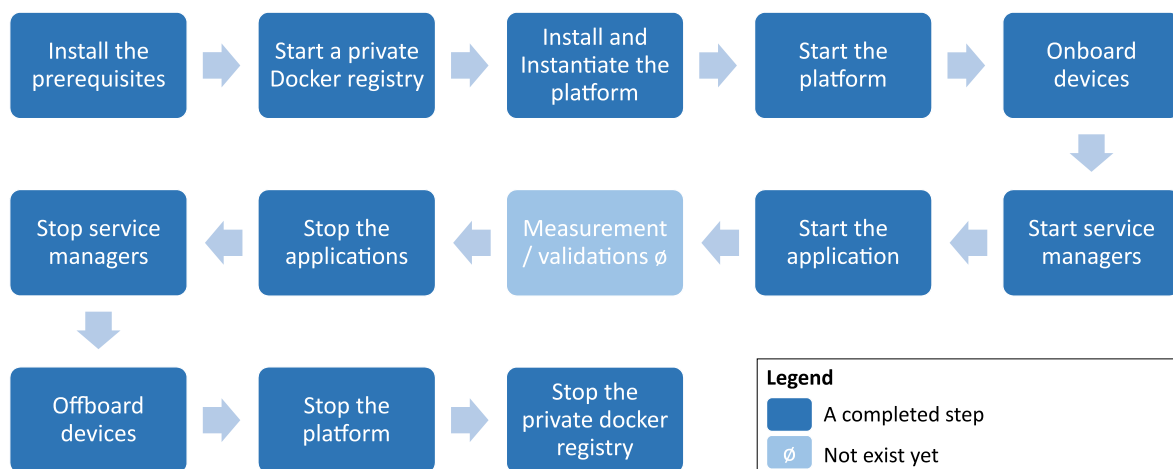 Install the
prerequisites
Start a private
Docker registry
Install and
Instantiate the
platform
Start the
platform
Onboard
devices
Start service
managers
Start the
application
Measurement
/ validations ø
Stop the
applications
Stop service
managers
Offboard
devices
Stop the
platform
Stop the
private docker
registry
Legend
A completed step
ø Not exist yet